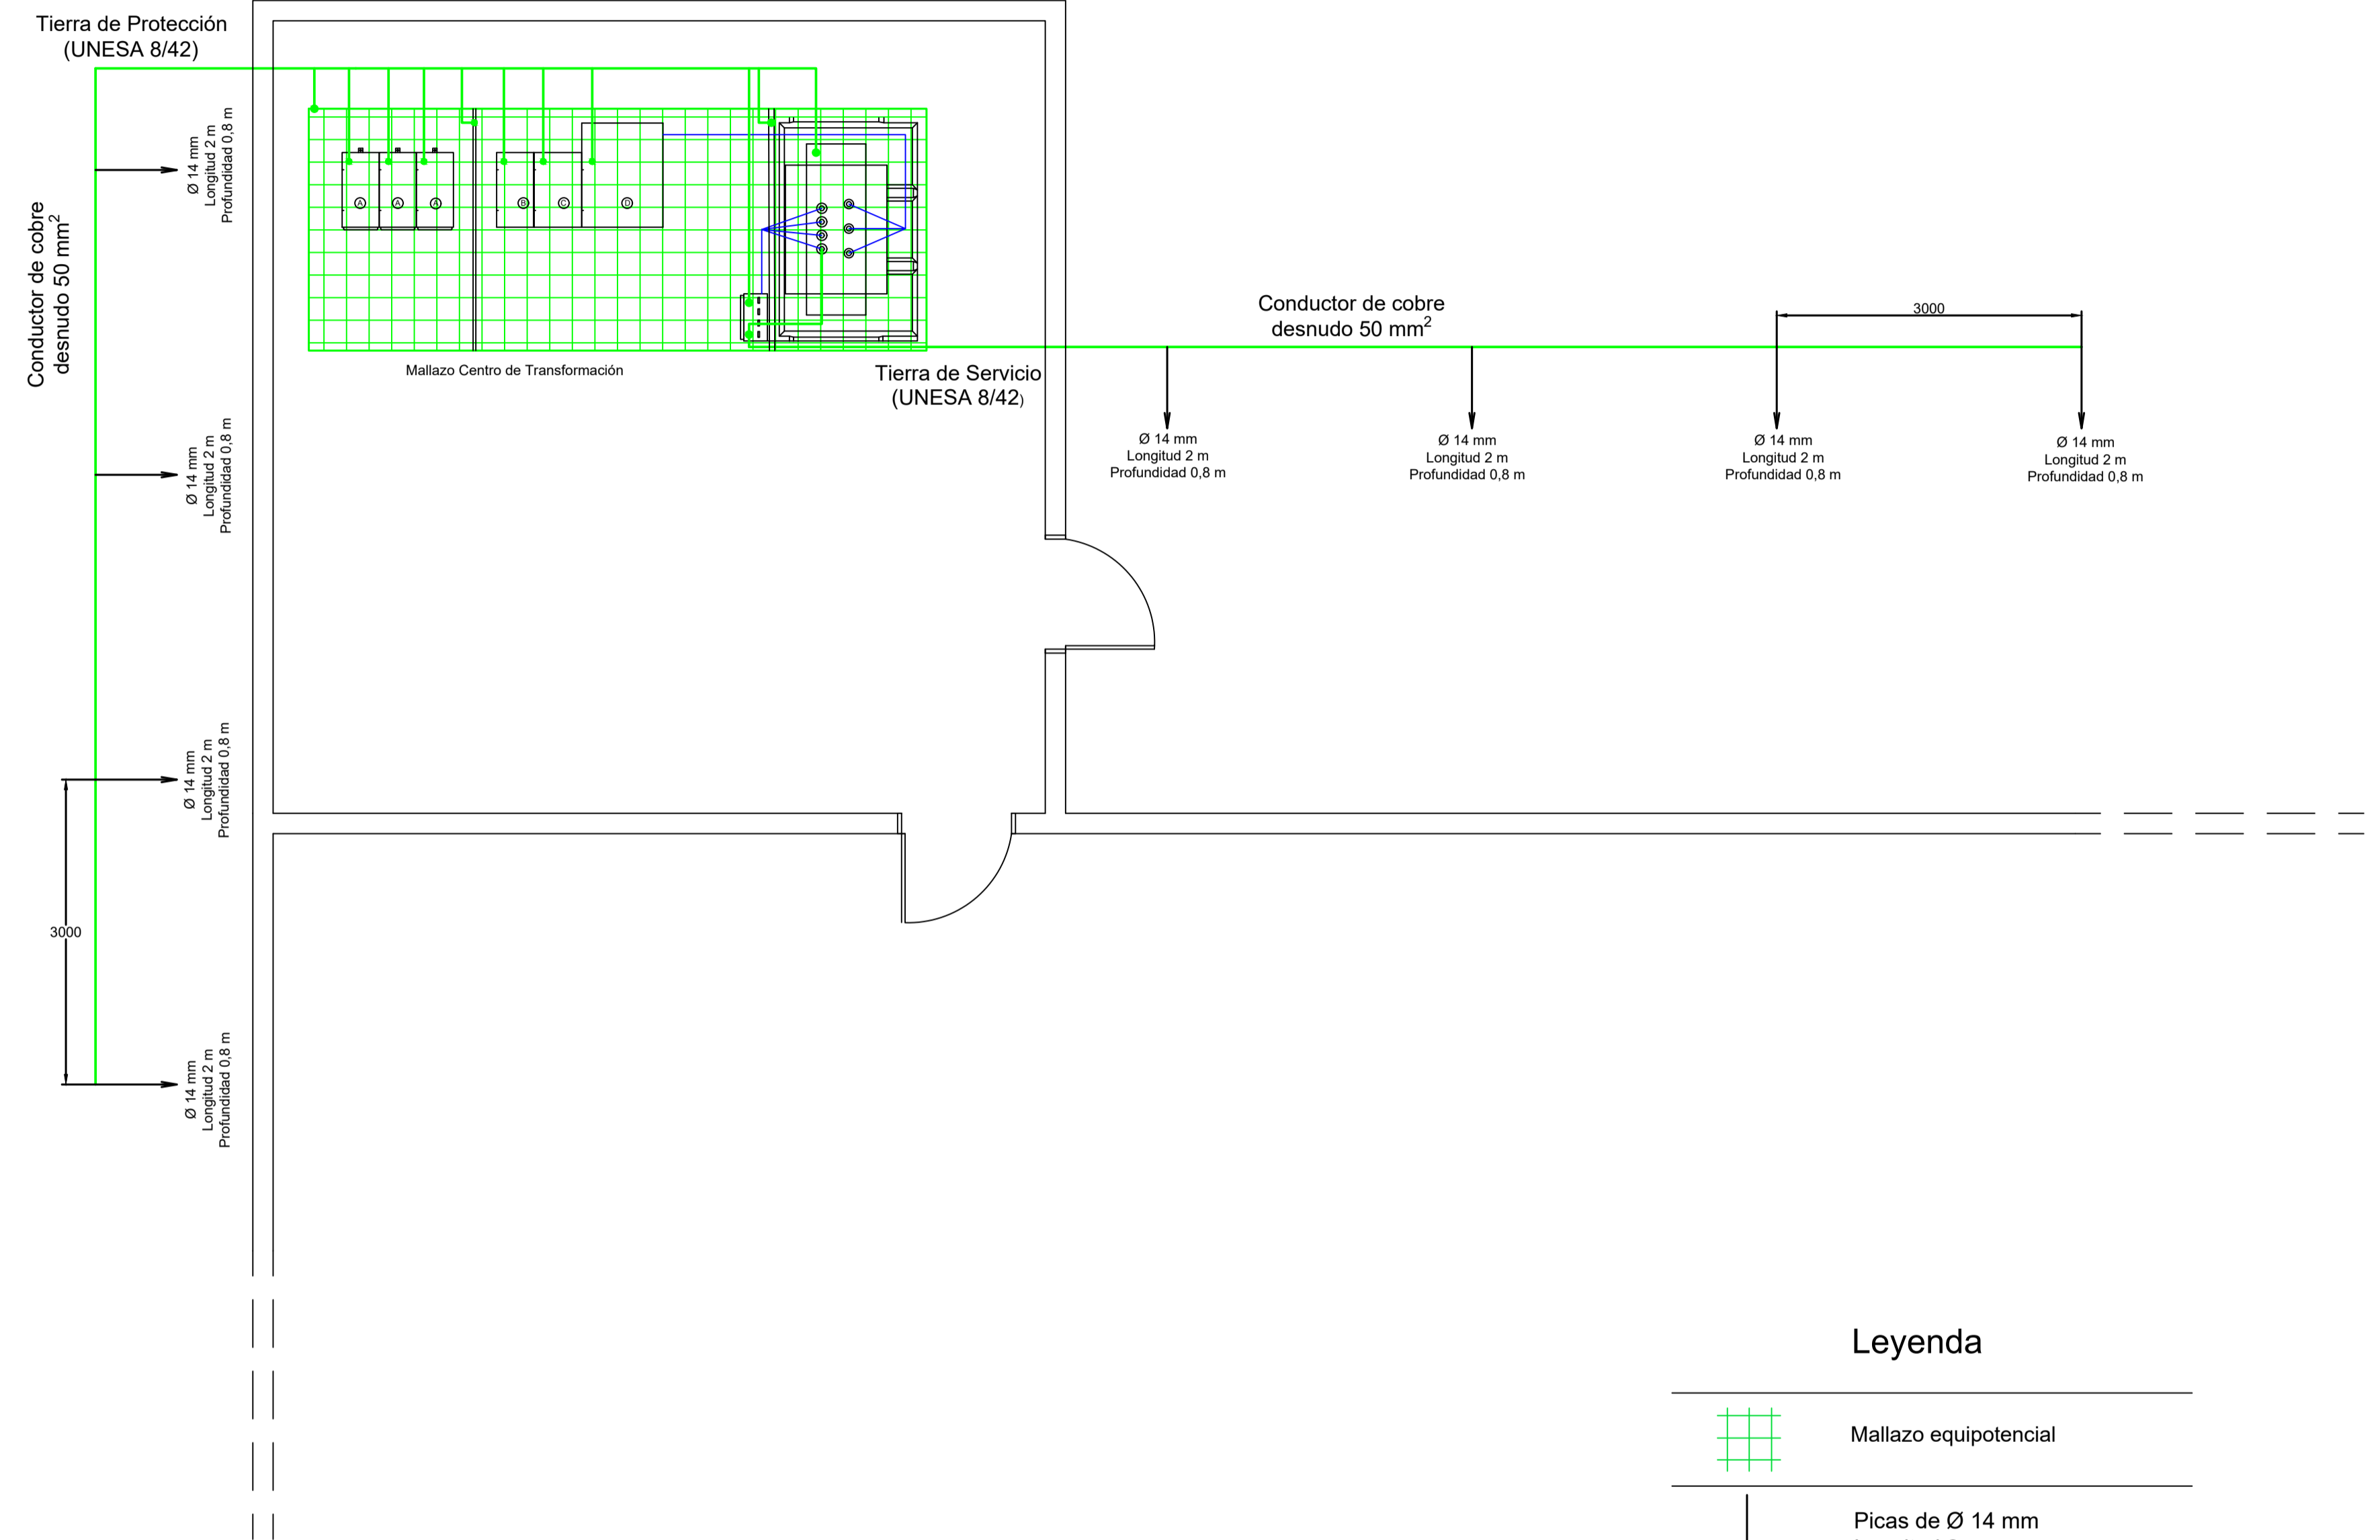 Tierra de Protección
(UNESA 8/42)
Conductor de cobre
desnudo 50 mm2
Ø 14 mm
Longitud 2 m
Profundidad 0,8 m
Ø 14 mm
Longitud 2 m
Profundidad 0,8 m
Ø 14 mm
Longitud 2 m
Profundidad 0,8 m
Ø 14 mm
Longitud 2 m
Profundidad 0,8 m
3000
A
A
A
B
C
D
Mallazo Centro de Transformación
Tierra de Servicio
(UNESA 8/42)
Conductor de cobre
desnudo 50 mm2
3000
Ø 14 mm
Longitud 2 m
Profundidad 0,8 m
Ø 14 mm
Longitud 2 m
Profundidad 0,8 m
Ø 14 mm
Longitud 2 m
Profundidad 0,8 m
Ø 14 mm
Longitud 2 m
Profundidad 0,8 m
Leyenda
Mallazo equipotencial
Picas de Ø 14 mm